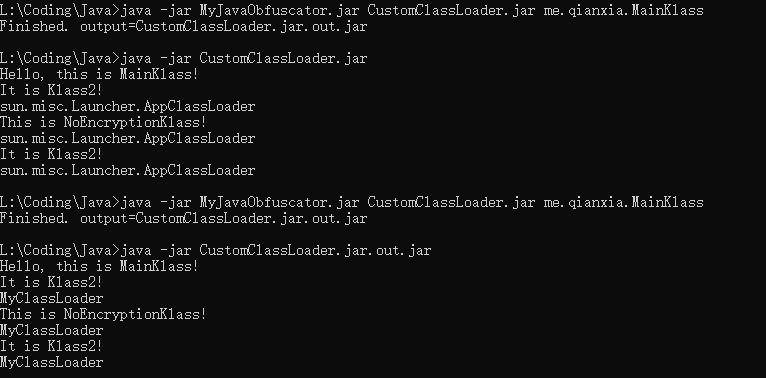 L:\Coding\Java>java -jar MyJavaObfuscator.jar CustomClassLoader.jar me.qianxia.MainKlass
Finished. output=CustomClassLoader.jar.out.jar
L:\Coding\Java>java -jar CustomClassLoader.jar
Hello, this is MainKlass!
It is Klass2!
sun.misc.Launcher.AppClassLoader
This is NoEncryptionKlass!
sun.misc.Launcher.AppClassLoader
It is Klass2!
sun.misc.Launcher.AppClassLoader
L:\Coding\Java>java -jar MyJavaObfuscator.jar CustomClassLoader.jar me.qianxia.MainKlass
Finished. output=CustomClassLoader.jar.out.jar
L:\Coding\Java>java -jar CustomClassLoader.jar.out.jar
Hello, this is MainKlass!
It is Klass2!
MyClassLoader
This is NoEncryptionKlass!
MyClassLoader
It is Klass2!
MyClassLoader